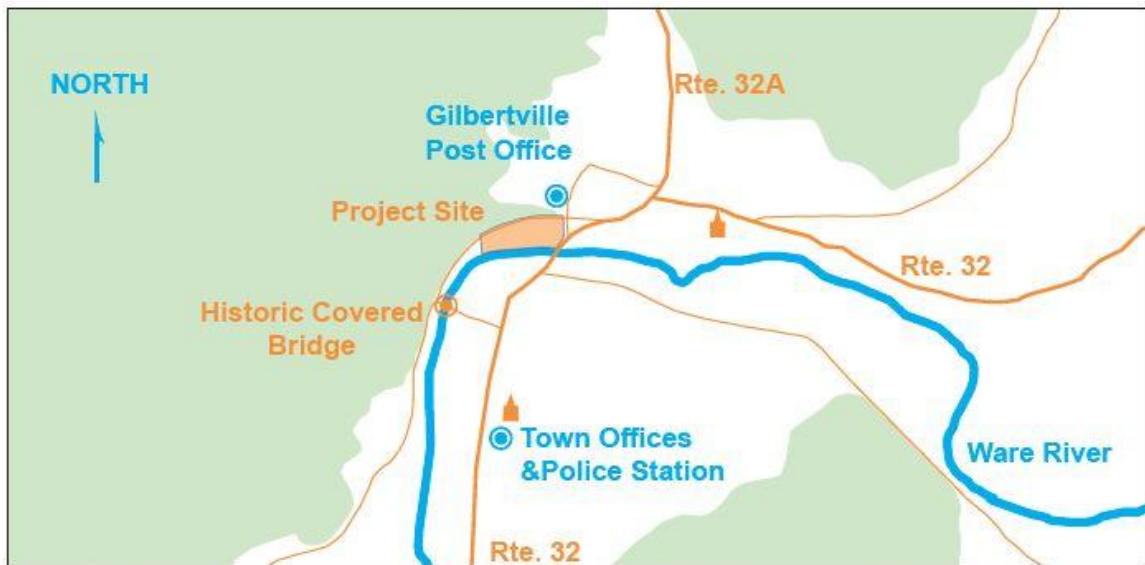 NORTH
Rte. 32A
Gilbertville
Post Office
Project Site
Rte. 32
Historic Covered
Bridge
Town Offices
&Police Station
Ware River
Rte. 32